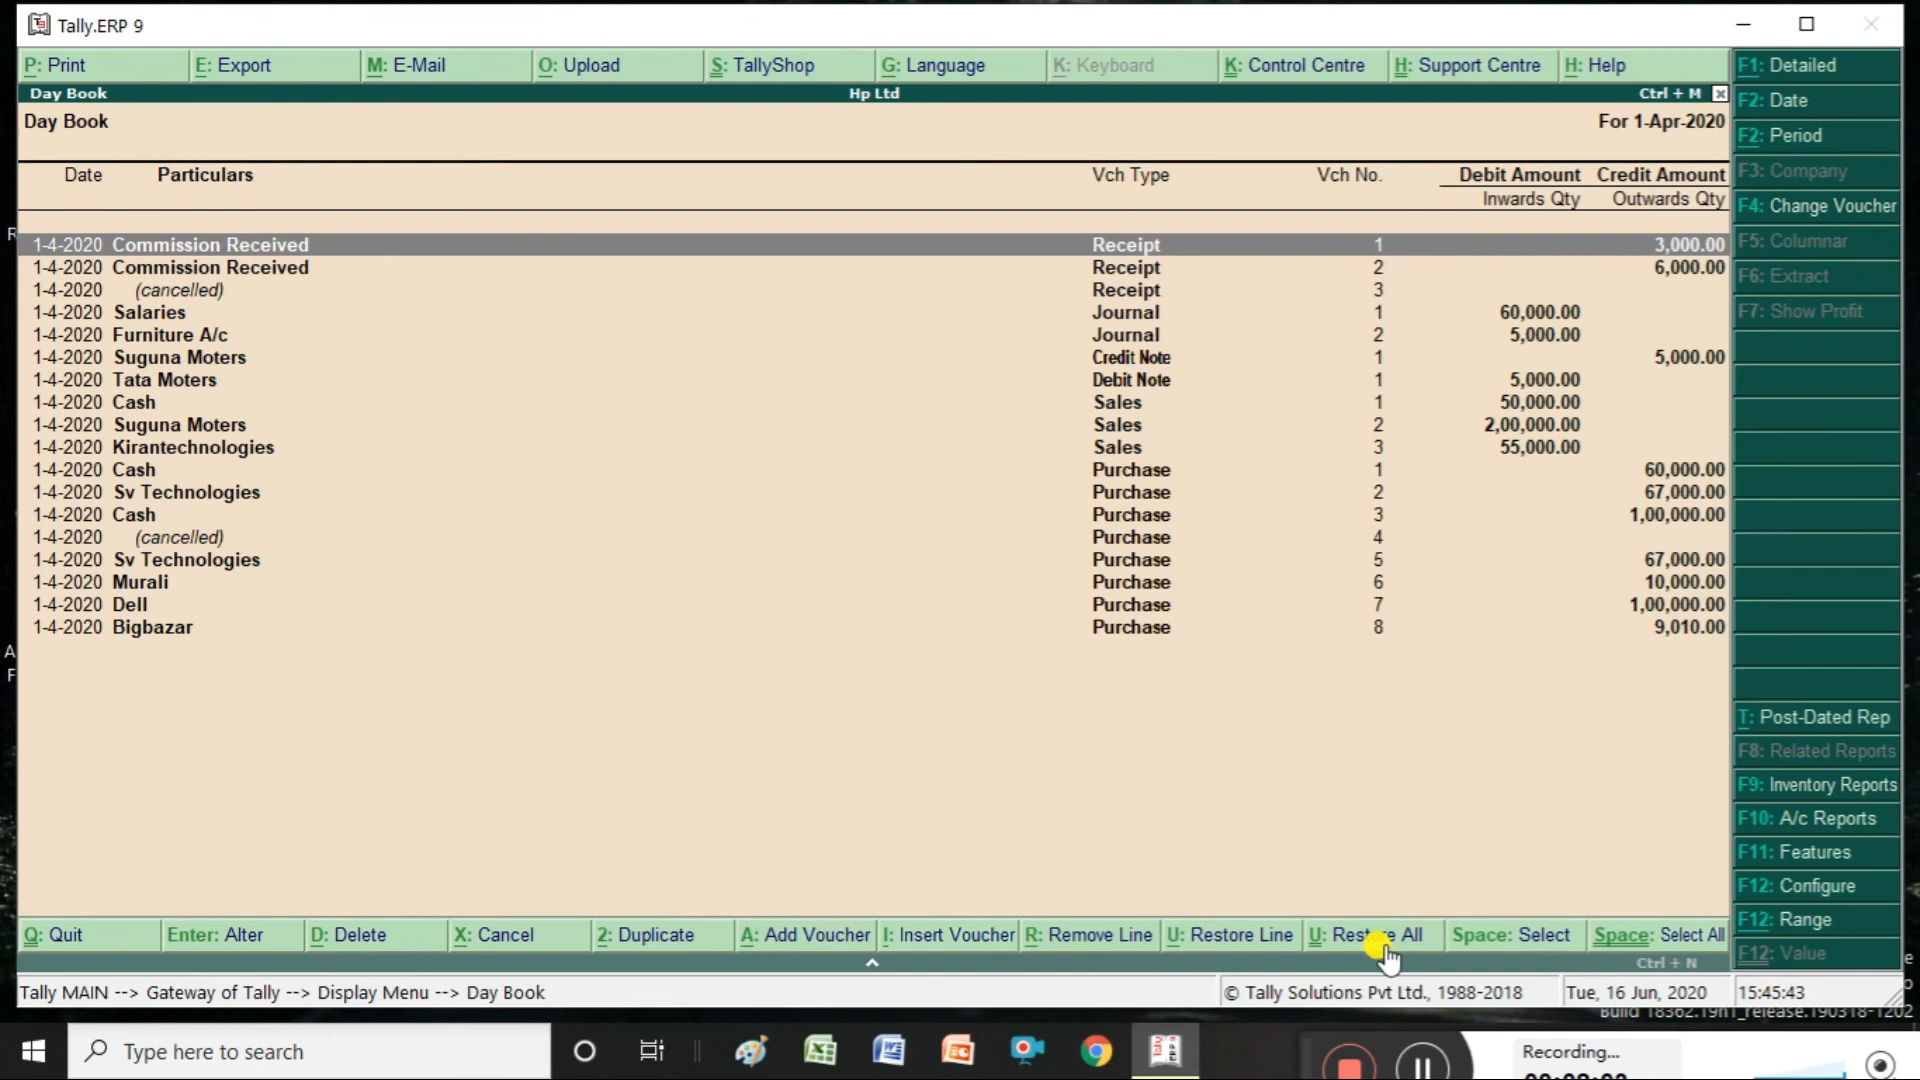 Tally.ERP 9
P: Print E: Export M: E-Mail O: Upload S: TallyShop G: Language K: Keyboard K: Control Centre H: Support Centre H: Help
Day Book Hp Ltd Ctrl + M
Day Book For 1-Apr-2020
Date Particulars Vch Type Vch No. Debit Amount Credit Amount
Inwards Qty Outwards Qty
1-4-2020 Commission Received Receipt 1 3,000.00
1-4-2020 Commission Received Receipt 2 6,000.00
1-4-2020 (cancelled) Receipt 3
1-4-2020 Salaries Journal 1 60,000.00
1-4-2020 Furniture A/c Journal 2 5,000.00
1-4-2020 Suguna Moters Credit Note 1 5,000.00
1-4-2020 Tata Moters Debit Note 1 5,000.00
1-4-2020 Cash Sales 1 50,000.00
1-4-2020 Suguna Moters Sales 2 2,00,000.00
1-4-2020 Kirantechnologies Sales 3 55,000.00
1-4-2020 Cash Purchase 1 60,000.00
1-4-2020 Sv Technologies Purchase 2 67,000.00
1-4-2020 Cash Purchase 3 1,00,000.00
1-4-2020 (cancelled) Purchase 4
1-4-2020 Sv Technologies Purchase 5 67,000.00
1-4-2020 Murali Purchase 6 10,000.00
1-4-2020 Dell Purchase 7 1,00,000.00
1-4-2020 Bigbazar Purchase 8 9,010.00
F1: Detailed
F2: Date
F2: Period
F3: Company
F4: Change Voucher
F5: Columnar
F6: Extract
F7: Show Profit
T: Post-Dated Rep
F8: Related Reports
F9: Inventory Reports
F10: A/c Reports
F11: Features
F12: Configure
F12: Range
F12: Value
Q: Quit Enter: Alter D: Delete X: Cancel 2: Duplicate A: Add Voucher I: Insert Voucher R: Remove Line U: Restore Line U: Restore All Space: Select Space: Select All
Ctrl + N
Tally MAIN --> Gateway of Tally --> Display Menu --> Day Book © Tally Solutions Pvt Ltd., 1988-2018 Tue, 16 Jun, 2020 15:45:43
Build 18362.19h1_release.190318-1202
Type here to search
Recording...